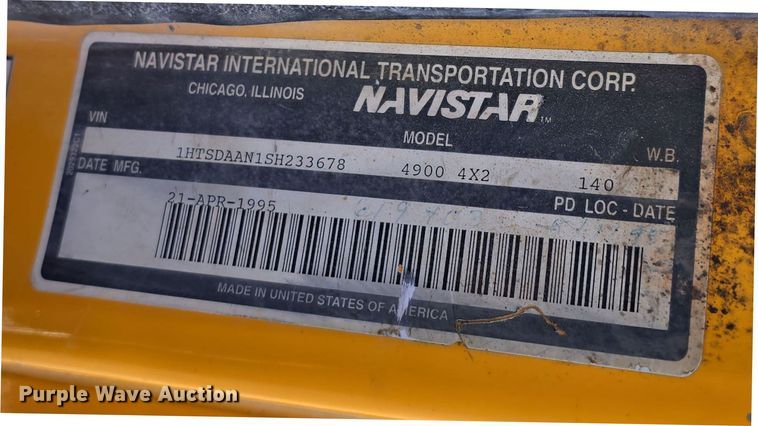 NAVISTAR INTERNATIONAL TRANSPORTATION CORP.
CHICAGO, ILLINOIS NAVISTAR TM
VIN MODEL W.B.
1HTSDAAN1SH233678 4900 4X2 140
DATE MFG. PD LOC - DATE
21-APR-1995
MADE IN UNITED STATES OF AMERICA
Purple Wave Auction